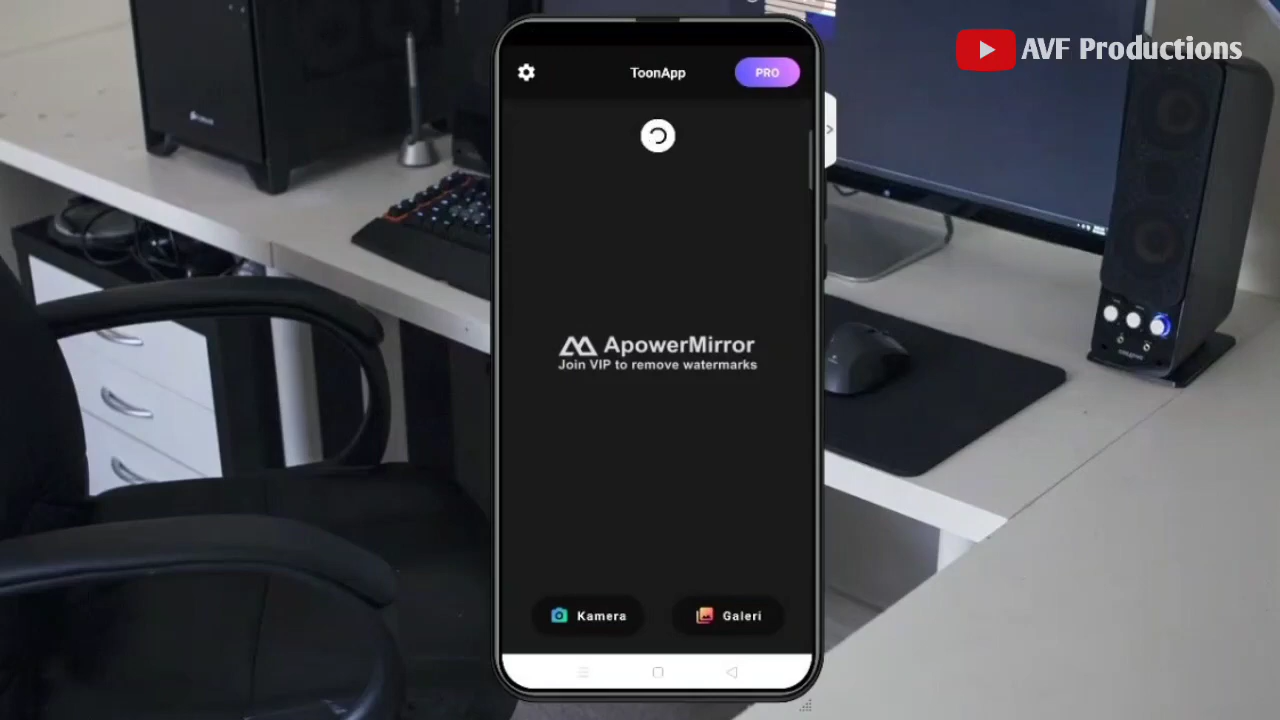 AVF Productions
ToonApp
PRO
ApowerMirror
Join VIP to remove watermarks
Kamera
Galeri